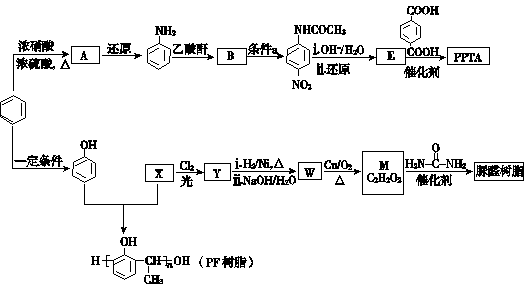 浓硝酸
浓硫酸, △
A
还原
NH₂
乙酸酐
B
条件a
NHCOCH₃
NO₂
i.OH⁻/H₂O
ii.还原
E
COOH
COOH
催化剂
PPTA
一定条件
OH
X
Cl₂
光
Y
i.H₂/Ni,△
ii.NaOH/H₂O
W
Cu/O₂
△
M
C₂H₂O₂
O
H₂N-C-NH₂
催化剂
脲醛树脂
OH
H
CH
n
OH
CH₃
(PF树脂)